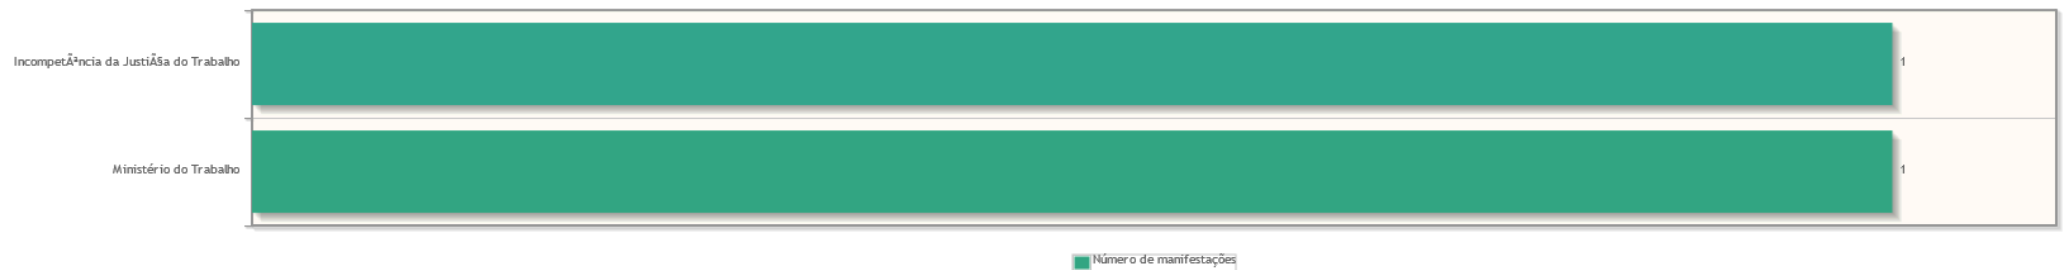 IncompetÃªncia da JustiÃ§a do Trabalho
1
Ministério do Trabalho
1
Número de manifestações